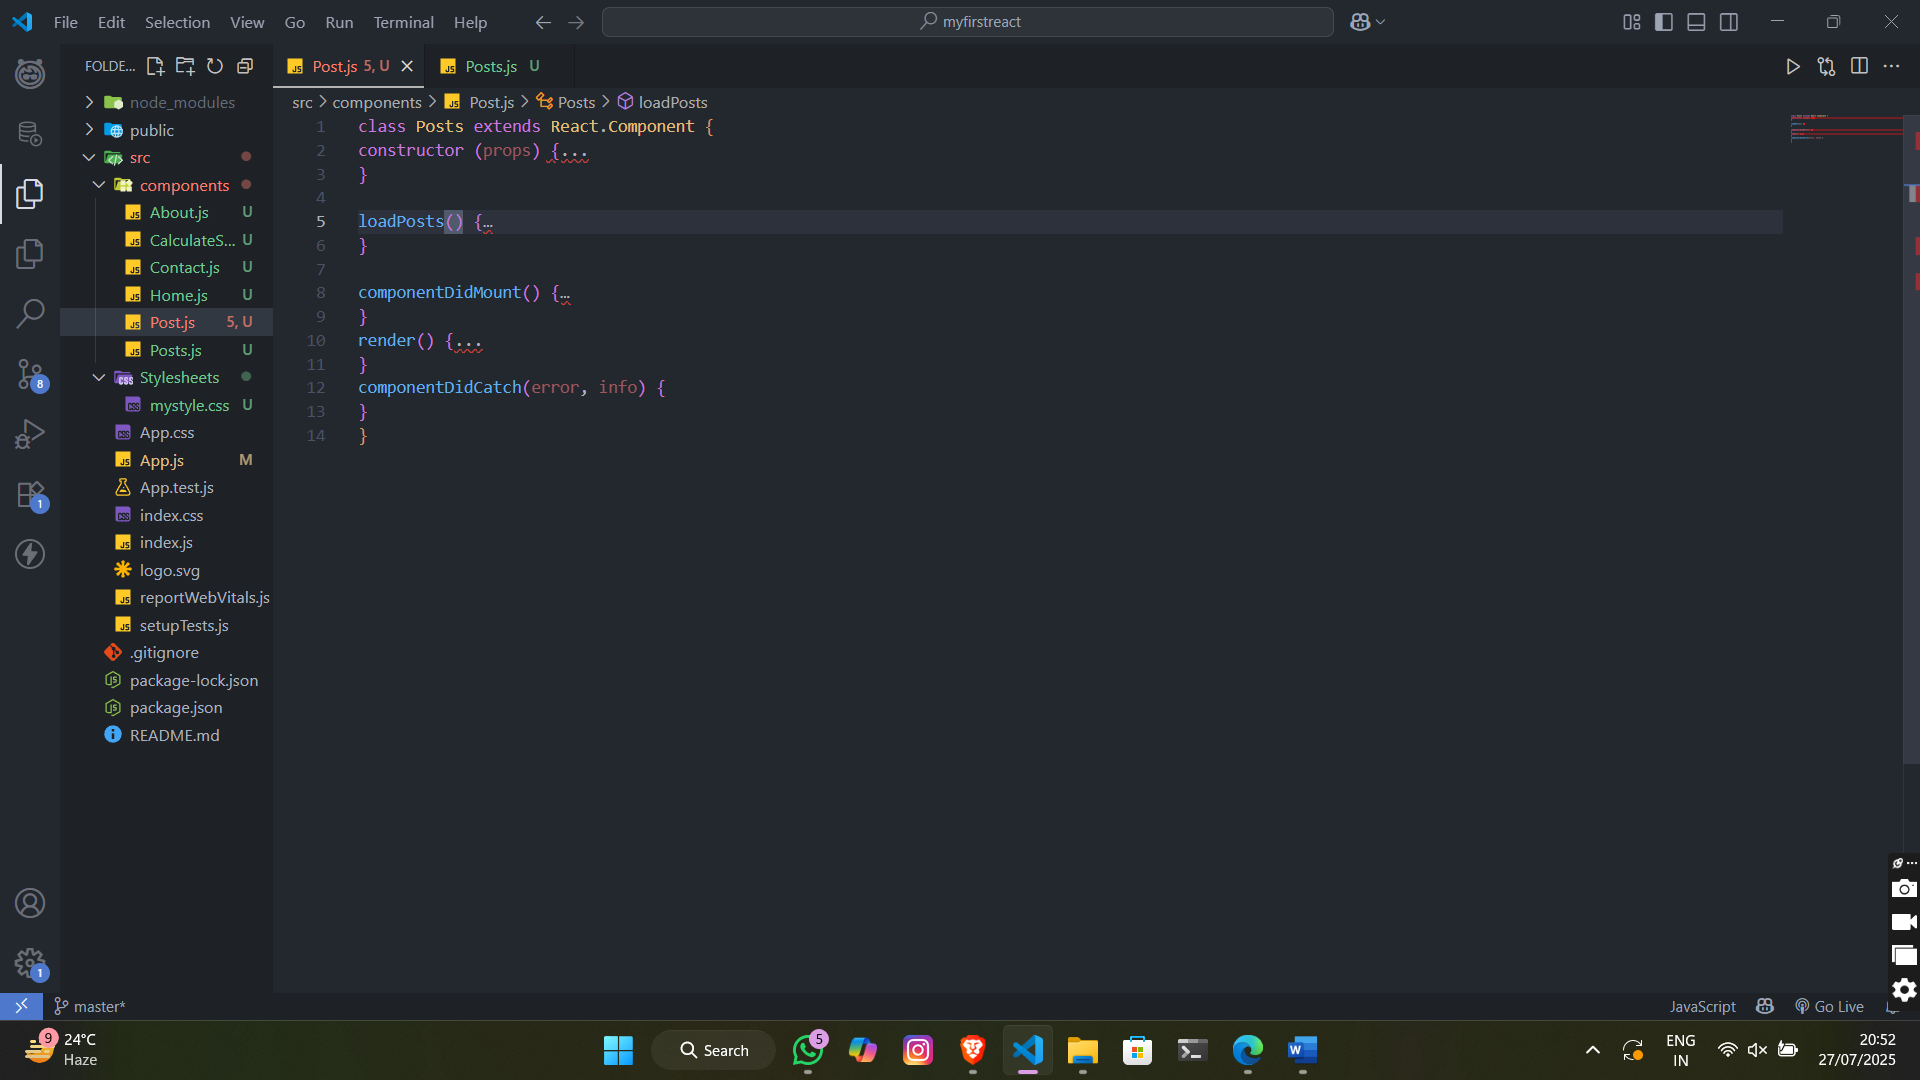 File Edit Selection View Go Run Terminal Help
myfirstreact
FOLDE...
node_modules
public
src
components
About.js U
CalculateS... U
Contact.js U
Home.js U
Post.js 5, U
Posts.js U
Stylesheets
mystyle.css U
App.css
App.js M
App.test.js
index.css
index.js
logo.svg
reportWebVitals.js
setupTests.js
.gitignore
package-lock.json
package.json
README.md
8
1
1
Post.js 5, U
Posts.js U
src > components > Post.js > Posts > loadPosts
1 class Posts extends React.Component {
2 constructor (props) {...
3 }
4
5 loadPosts() {…
6 }
7
8 componentDidMount() {…
9 }
10 render() {...
11 }
12 componentDidCatch(error, info) {
13 }
14 }
master*
JavaScript
Go Live
9
24°C
Haze
Search
5
ENG
IN
20:52
27/07/2025